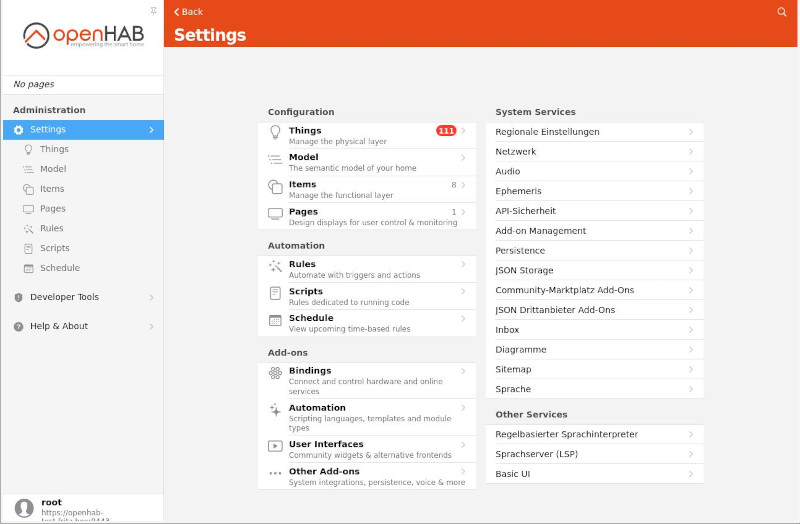 openHAB
empowering the smart home
No pages
Administration
Settings
Things
Model
Items
Pages
Rules
Scripts
Schedule
Developer Tools
Help & About
root
https://openhab-
Back
Settings
Configuration
Things
111
Manage the physical layer
Model
The semantic model of your home
Items
8
Manage the functional layer
Pages
1
Design displays for user control & monitoring
Automation
Rules
Automate with triggers and actions
Scripts
Rules dedicated to running code
Schedule
View upcoming time-based rules
Add-ons
Bindings
Connect and control hardware and online
services
Automation
Scripting languages, templates and module
types
User Interfaces
Community widgets & alternative frontends
Other Add-ons
System integrations, persistence, voice & more
System Services
Regionale Einstellungen
Netzwerk
Audio
Ephemeris
API-Sicherheit
Add-on Management
Persistence
JSON Storage
Community-Marktplatz Add-Ons
JSON Drittanbieter Add-Ons
Inbox
Diagramme
Sitemap
Sprache
Other Services
Regelbasierter Sprachinterpreter
Sprachserver (LSP)
Basic UI